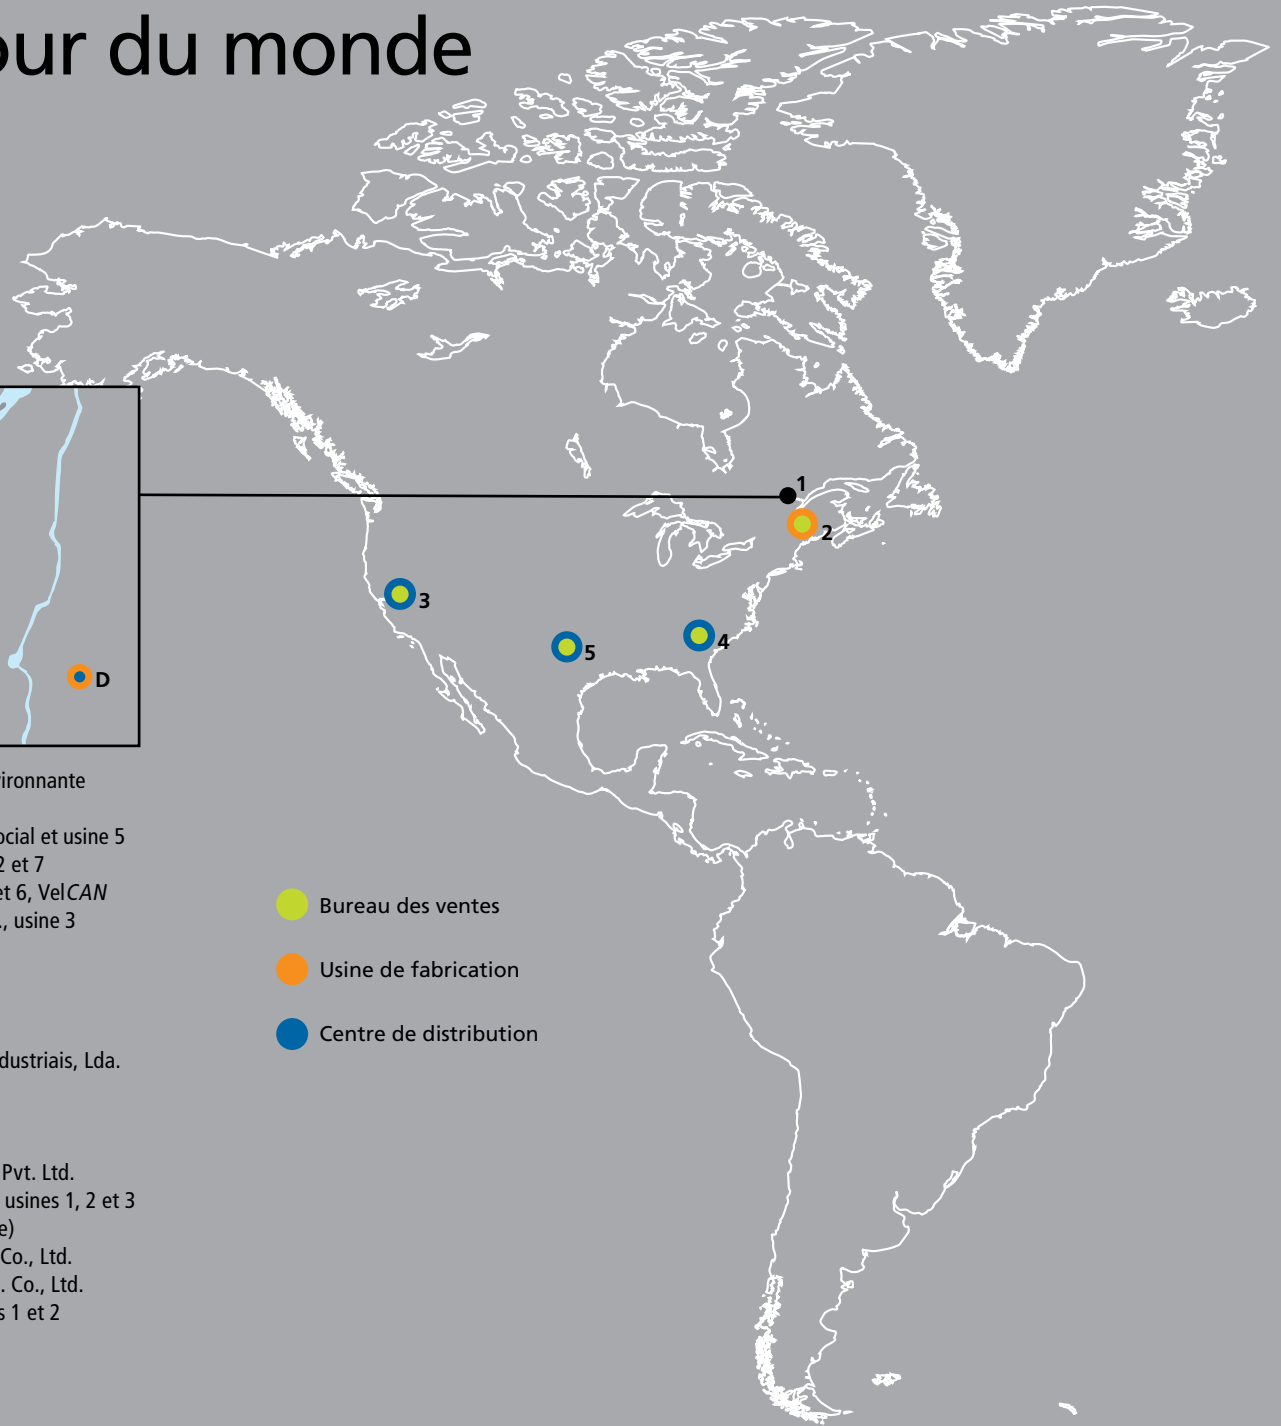 our du monde
1
2
3
4
5
D
ironnante
ocial et usine 5
2 et 7
et 6, VelCAN
., usine 3
Bureau des ventes
Usine de fabrication
Centre de distribution
dustriais, Lda.
Pvt. Ltd.
usines 1, 2 et 3
e)
Co., Ltd.
. Co., Ltd.
s 1 et 2